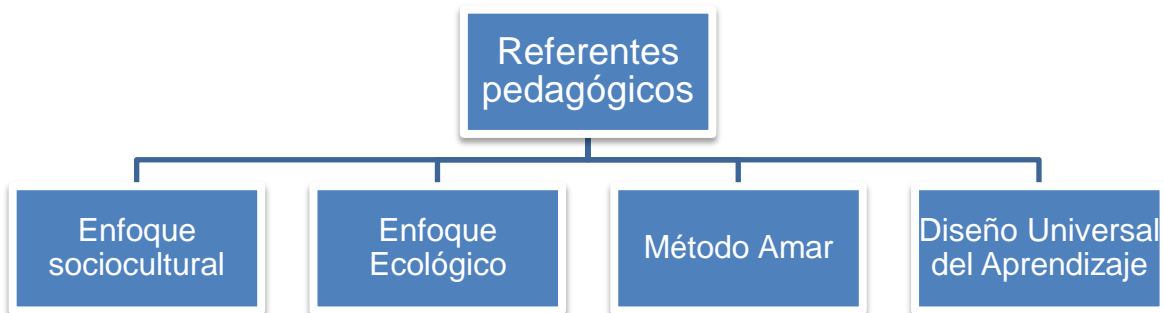 Referentes
pedagógicos
Enfoque
sociocultural
Enfoque
Ecológico
Método Amar
Diseño Universal
del Aprendizaje